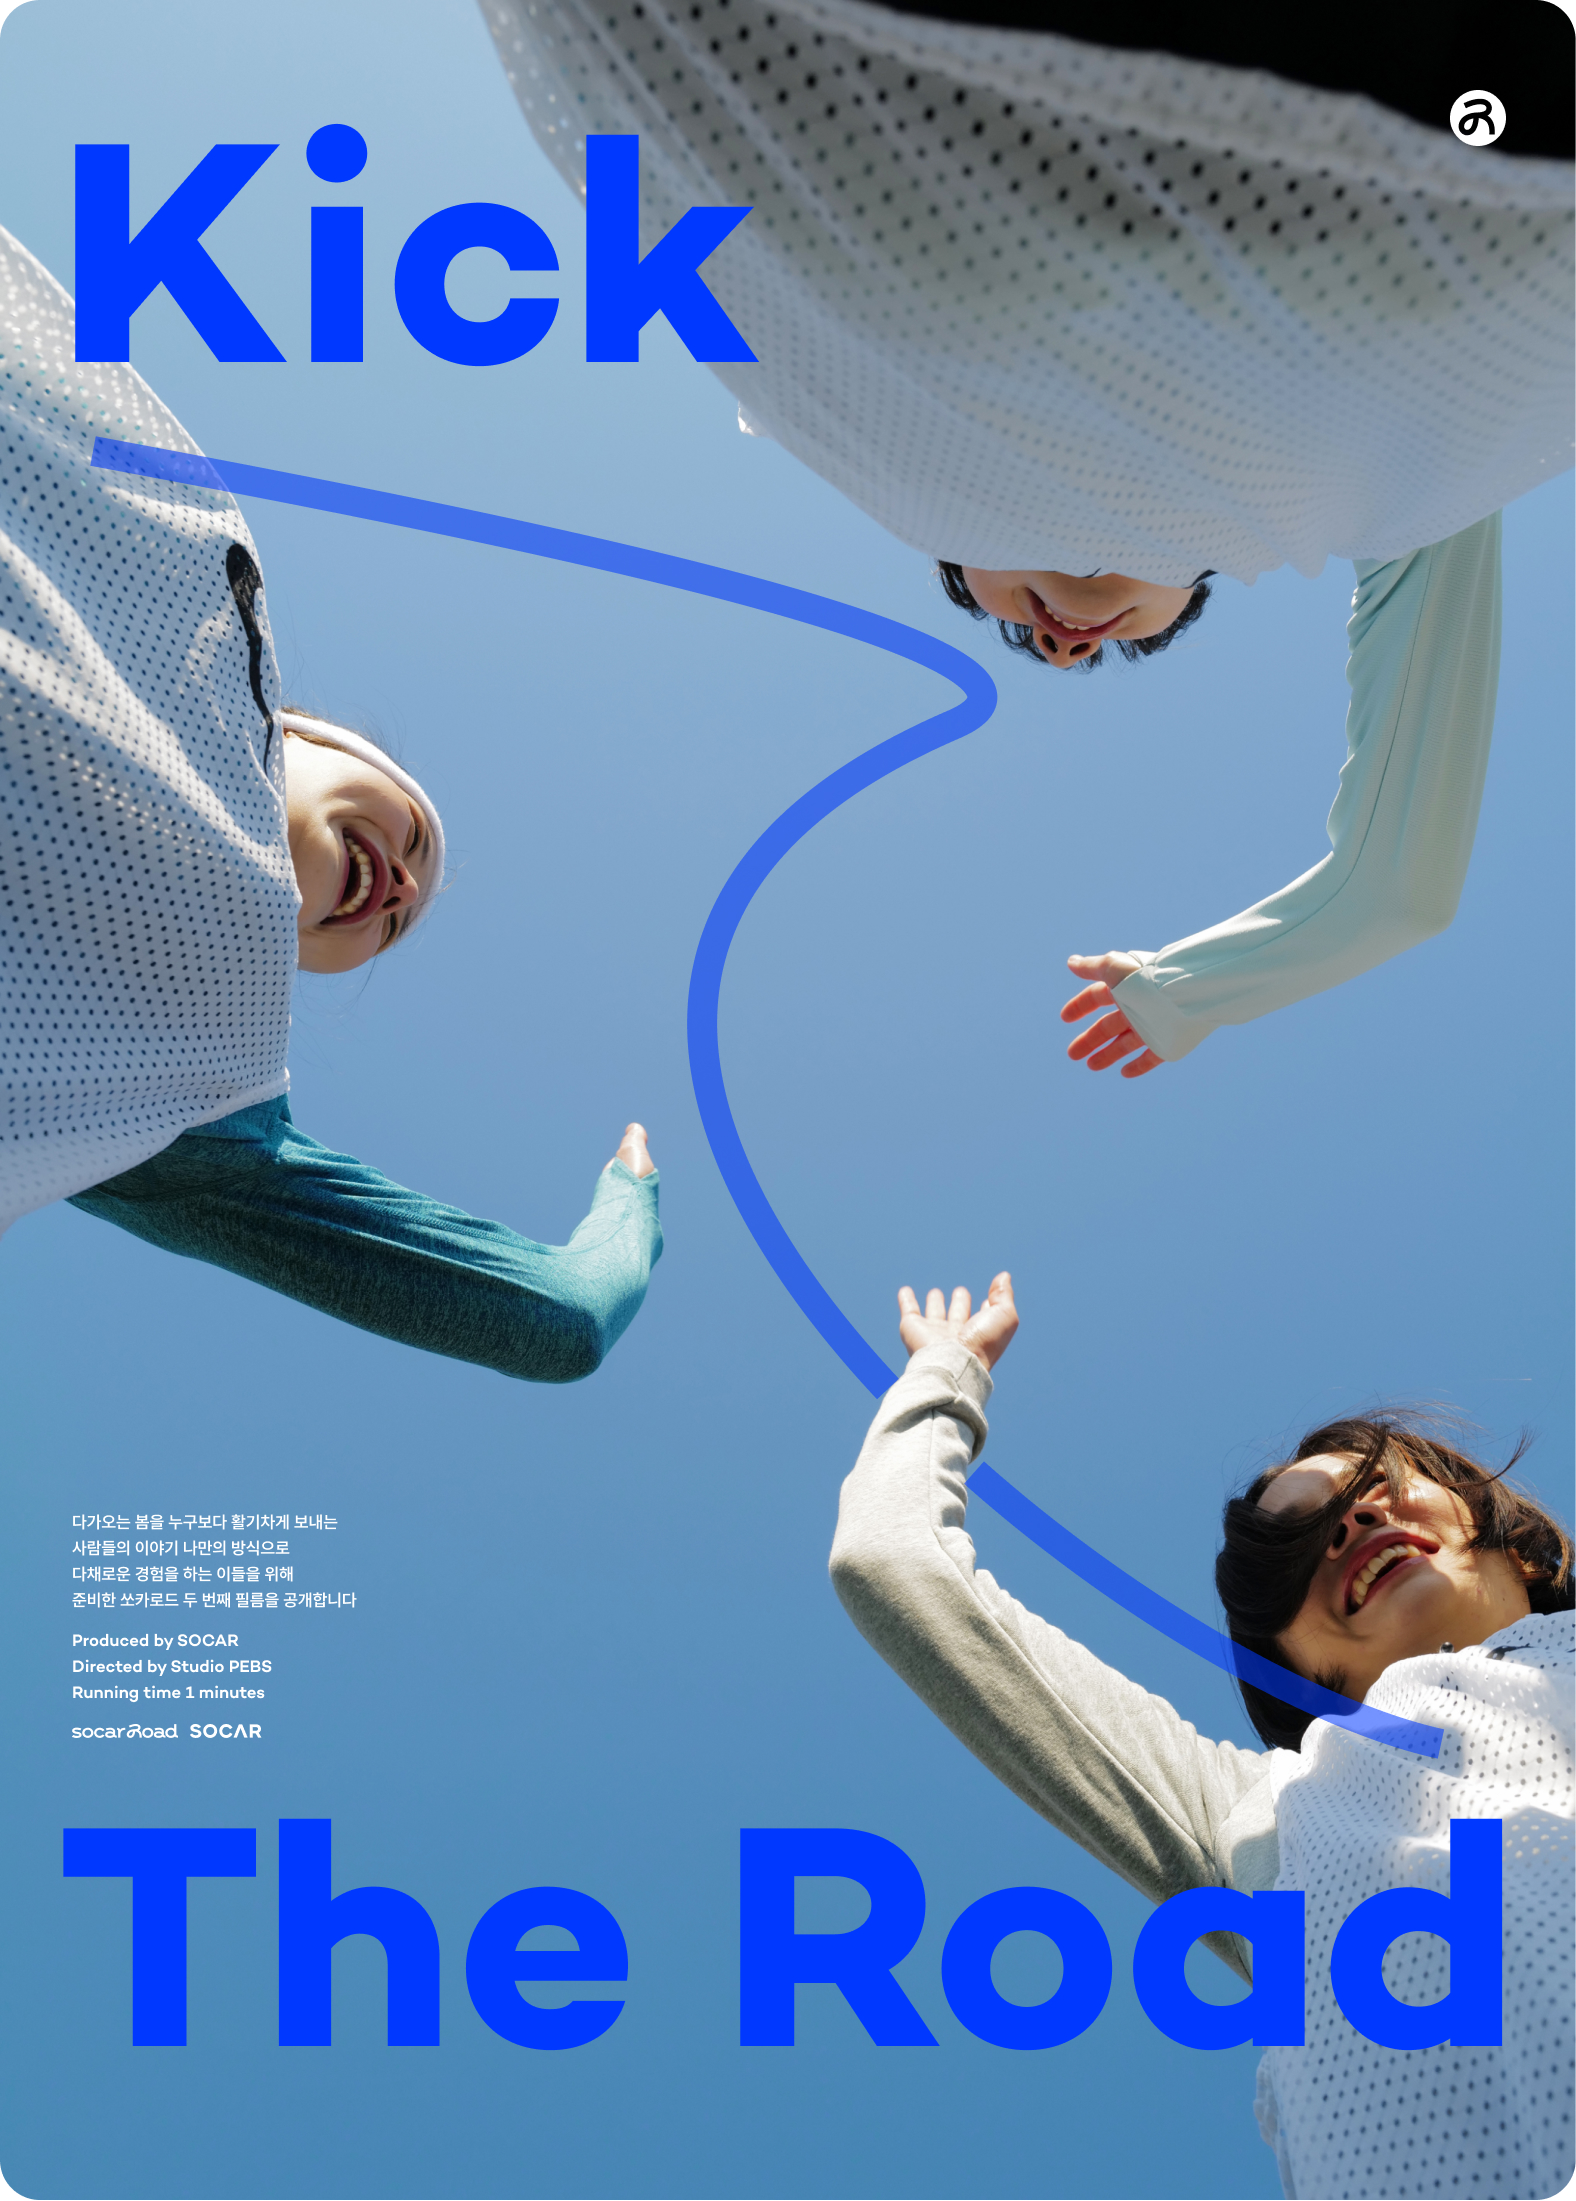 Kick
다가오는 봄을 누구보다 활기차게 보내는
사람들의 이야기 나만의 방식으로
다채로운 경험을 하는 이들을 위해
준비한 쏘카로드 두 번째 필름을 공개합니다
Produced by SOCAR
Directed by Studio PEBS
Running time 1 minutes
socarRoad SOCAR
The Road